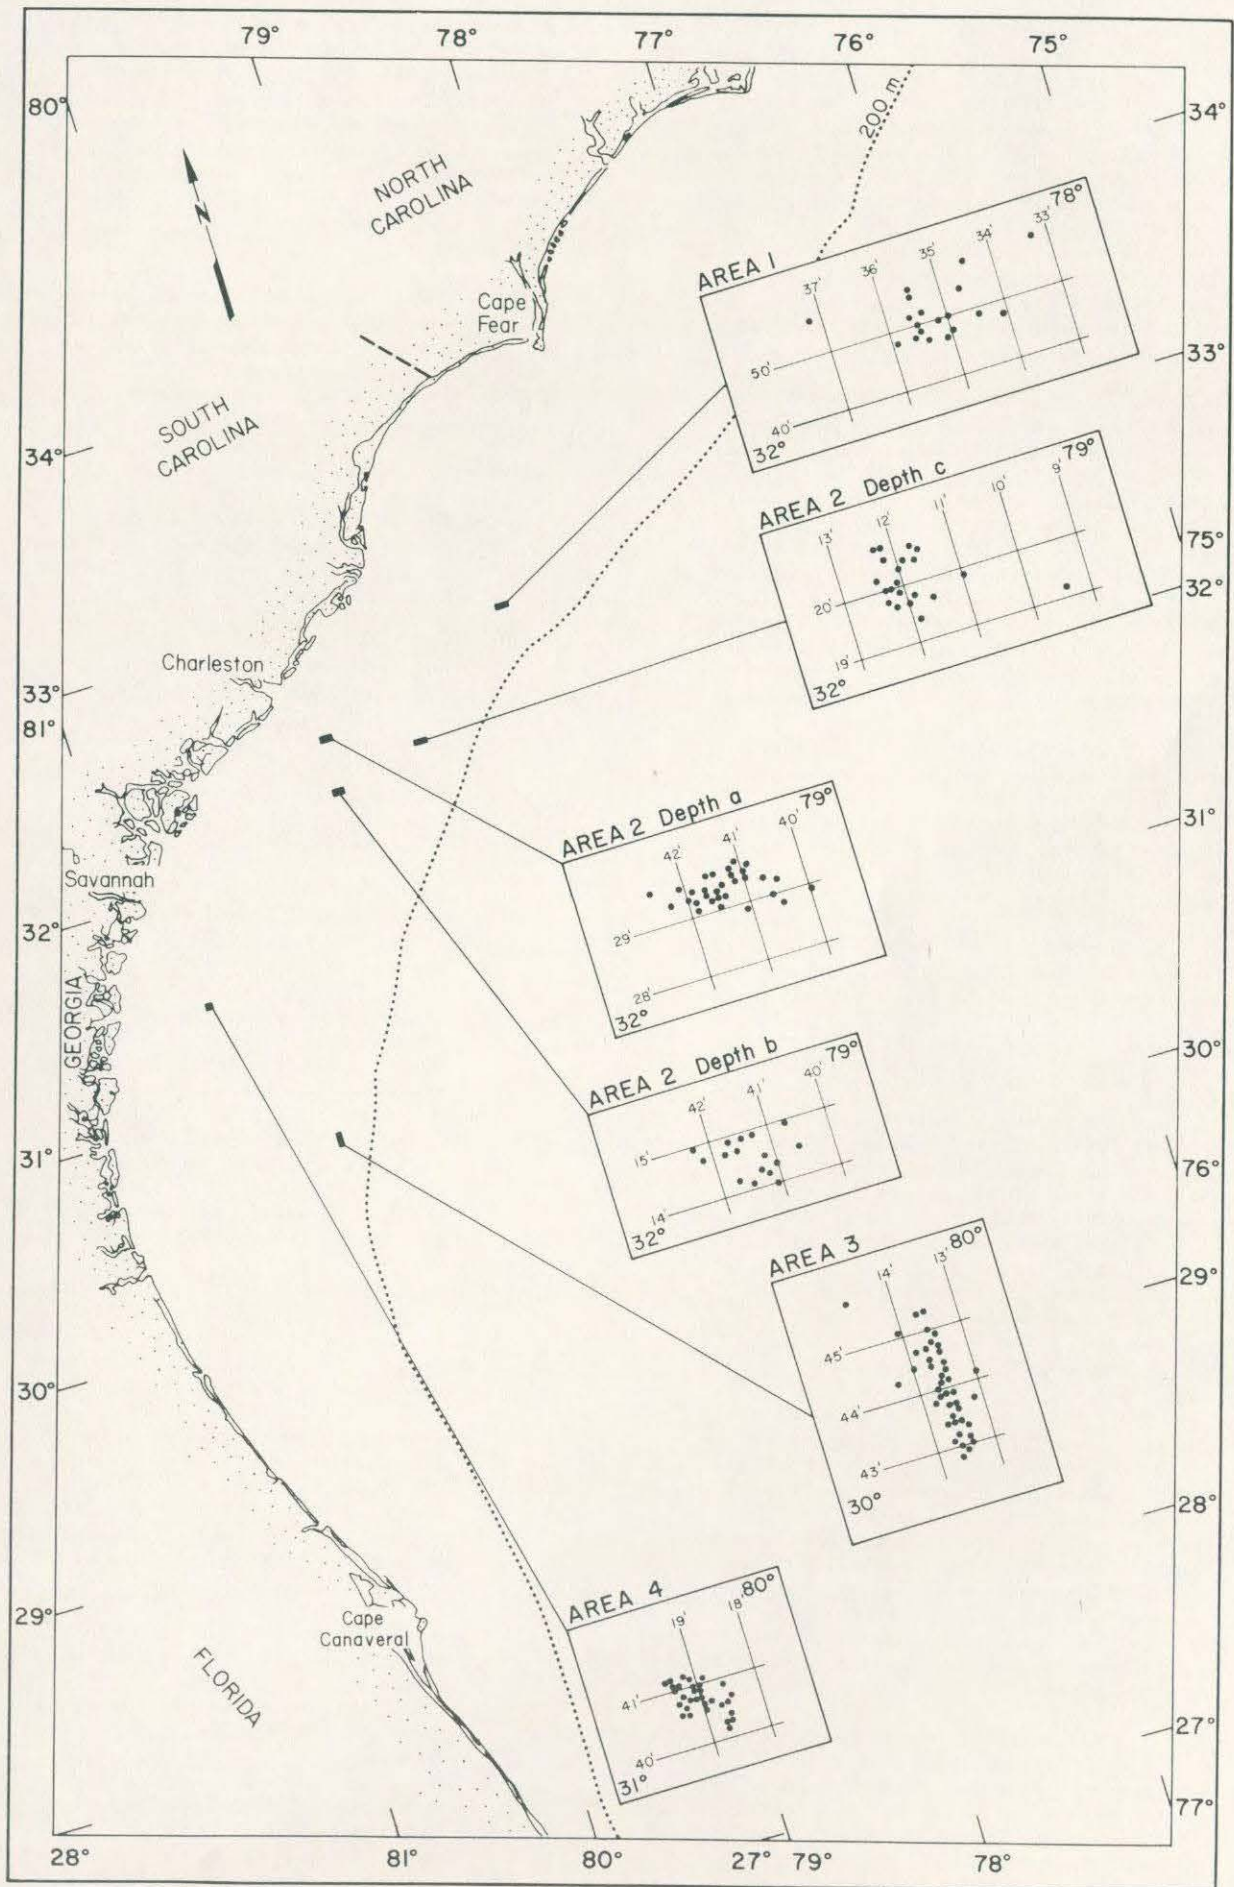 79° 78° 77° 76° 75°
80°
34°
200 m
N
NORTH
CAROLINA
AREA 1
78°
37' 36' 35' 34' 33'
50'
40'
32°
Cape
Fear
33°
SOUTH
CAROLINA
34°
AREA 2 Depth c
79°
13' 12' 11' 10' 9'
20'
19'
32°
75°
32°
Charleston
33°
81°
AREA 2 Depth a
79°
42' 41' 40'
29'
28'
32°
31°
Savannah
32°
GEORGIA
30°
AREA 2 Depth b
79°
42' 41' 40'
15'
14'
32°
31°
76°
AREA 3
80°
14' 13'
45'
44'
43'
30°
29°
30°
28°
AREA 4
80°
19' 18'
41'
40'
31°
29°
Cape
Canaveral
FLORIDA
27°
77°
28° 81° 80° 27° 79° 78°